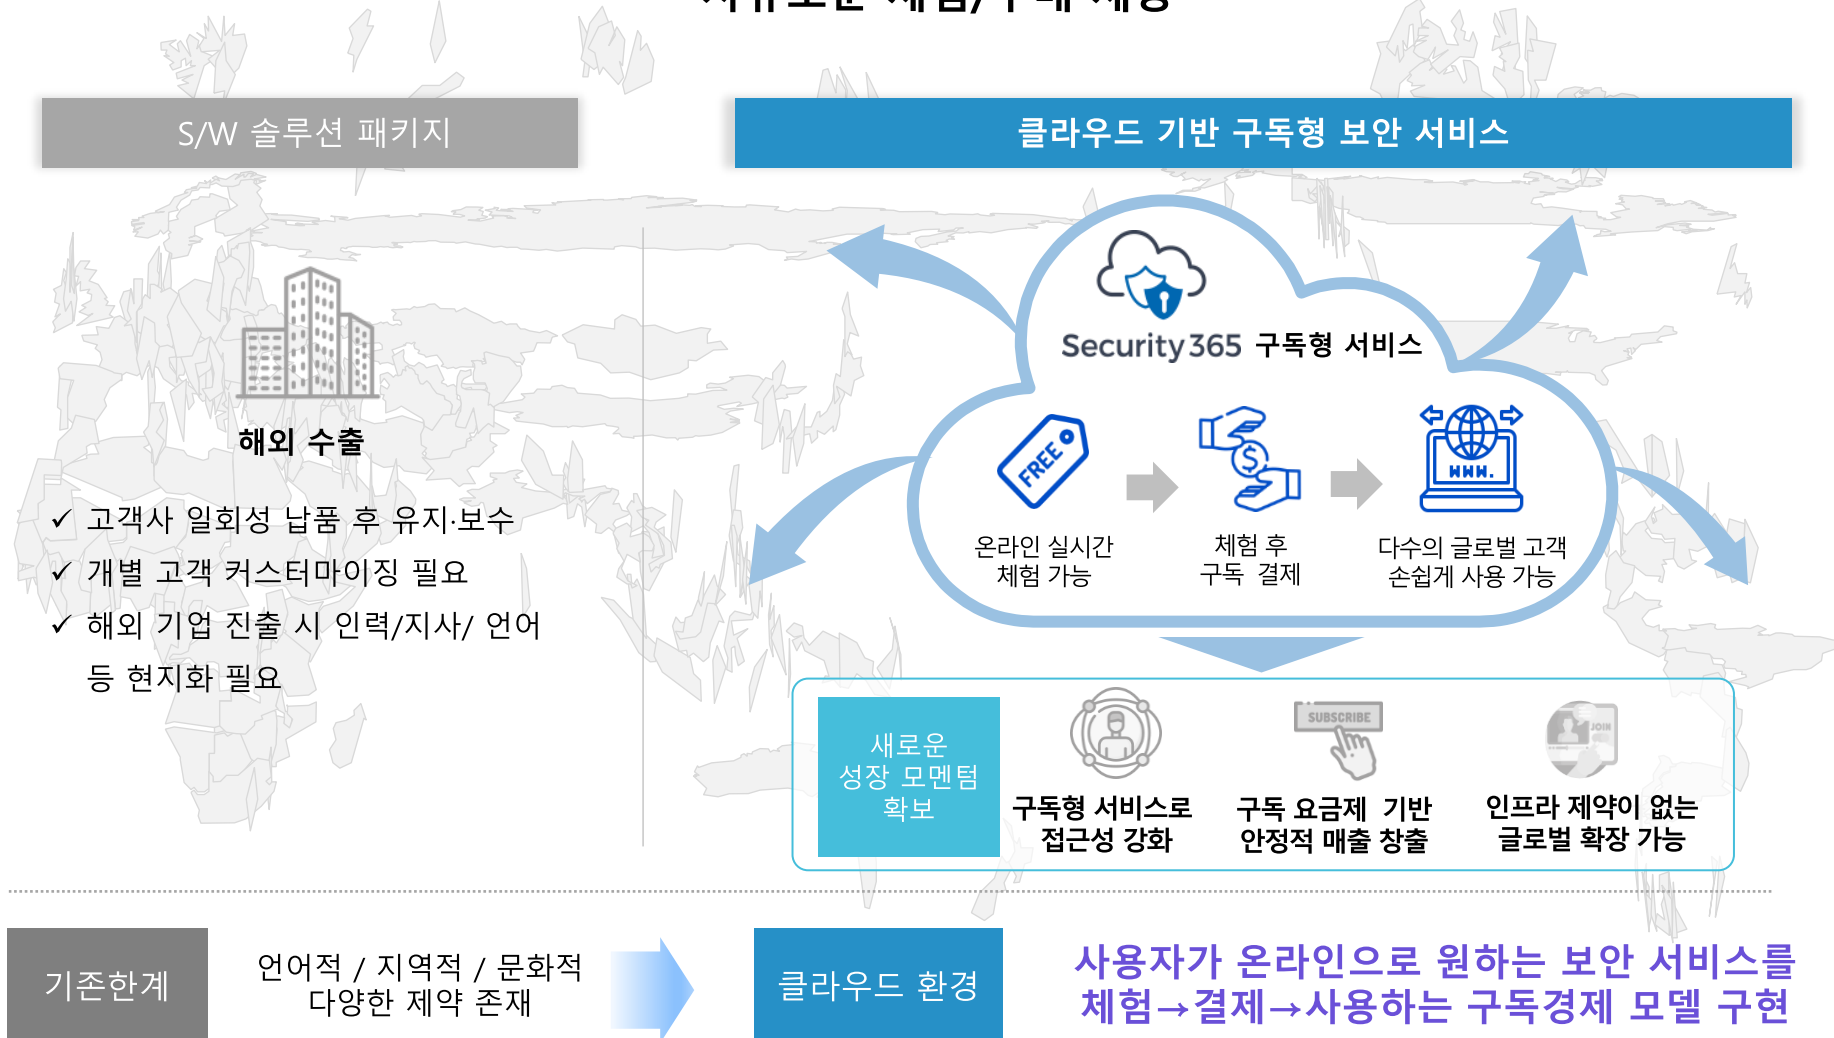 체험/구매
S/W 솔루션 패키지
클라우드 기반 구독형 보안 서비스
해외 수출
✓ 고객사 일회성 납품 후 유지·보수
✓ 개별 고객 커스터마이징 필요
✓ 해외 기업 진출 시 인력/지사/ 언어
등 현지화 필요
Security365 구독형 서비스
FREE
$
WWW.
온라인 실시간
체험 가능
체험 후
구독 결제
다수의 글로벌 고객
손쉽게 사용 가능
새로운
성장 모멘텀
확보
SUBSCRIBE
JOIN
구독형 서비스로
접근성 강화
구독 요금제 기반
안정적 매출 창출
인프라 제약이 없는
글로벌 확장 가능
기존한계
언어적 / 지역적 / 문화적
다양한 제약 존재
클라우드 환경
사용자가 온라인으로 원하는 보안 서비스를
체험→결제→사용하는 구독경제 모델 구현